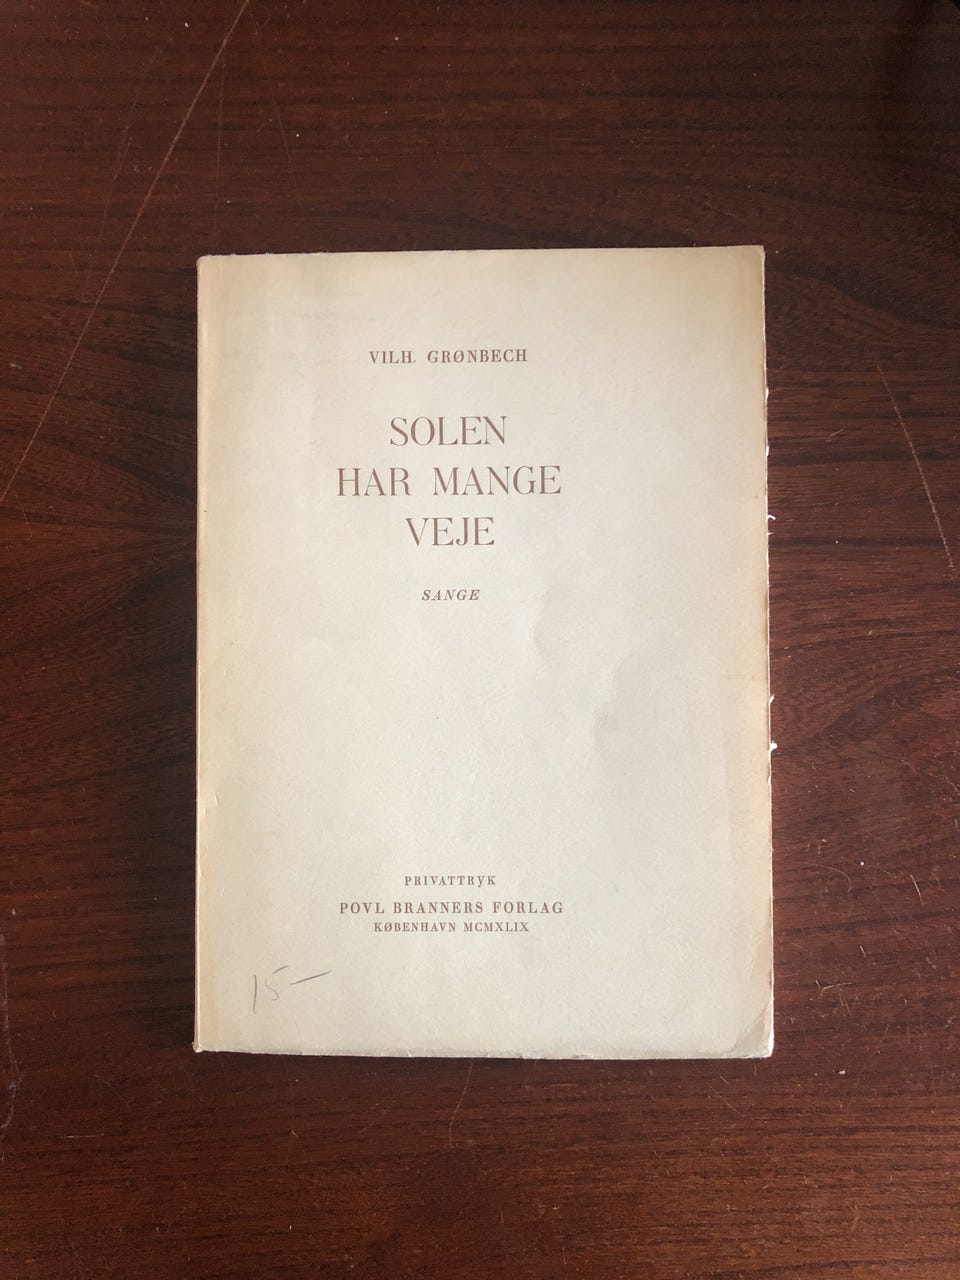 VILH. GRØNBECH
SOLEN
HAR MANGE
VEJE
SANGE
PRIVATTRYK
POVL BRANNERS FORLAG
KØBENHAVN MCMXLIX
15—